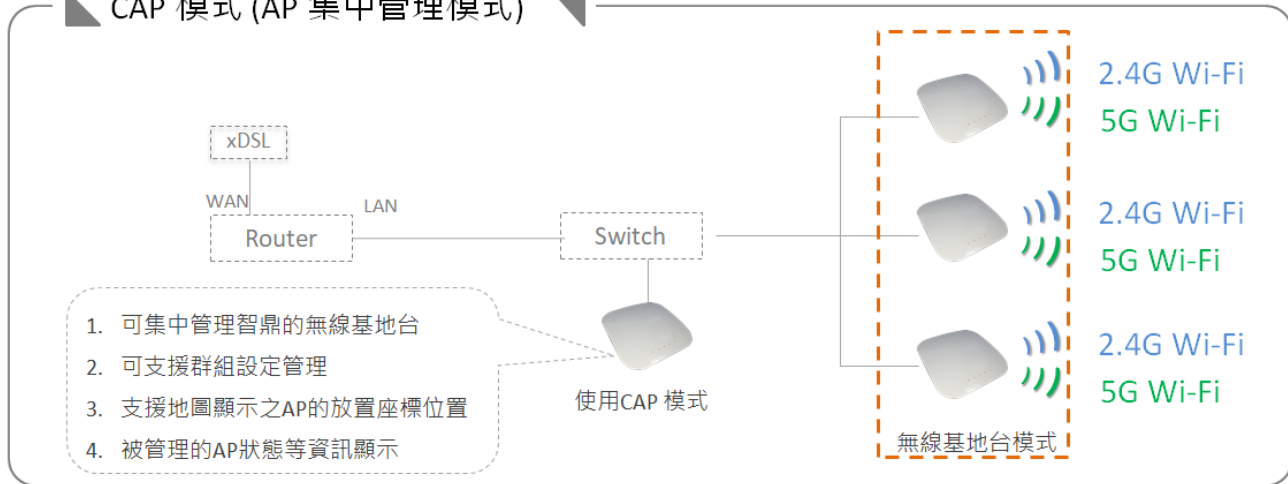 CAP 模式 (AP 集中管理模式)
xDSL
WAN
LAN
Router
Switch
1. 可集中管理智鼎的無線基地台
2. 可支援群組設定管理
3. 支援地圖顯示之AP的放置座標位置
4. 被管理的AP狀態等資訊顯示
使用CAP 模式
2.4G Wi-Fi
5G Wi-Fi
2.4G Wi-Fi
5G Wi-Fi
2.4G Wi-Fi
5G Wi-Fi
無線基地台模式